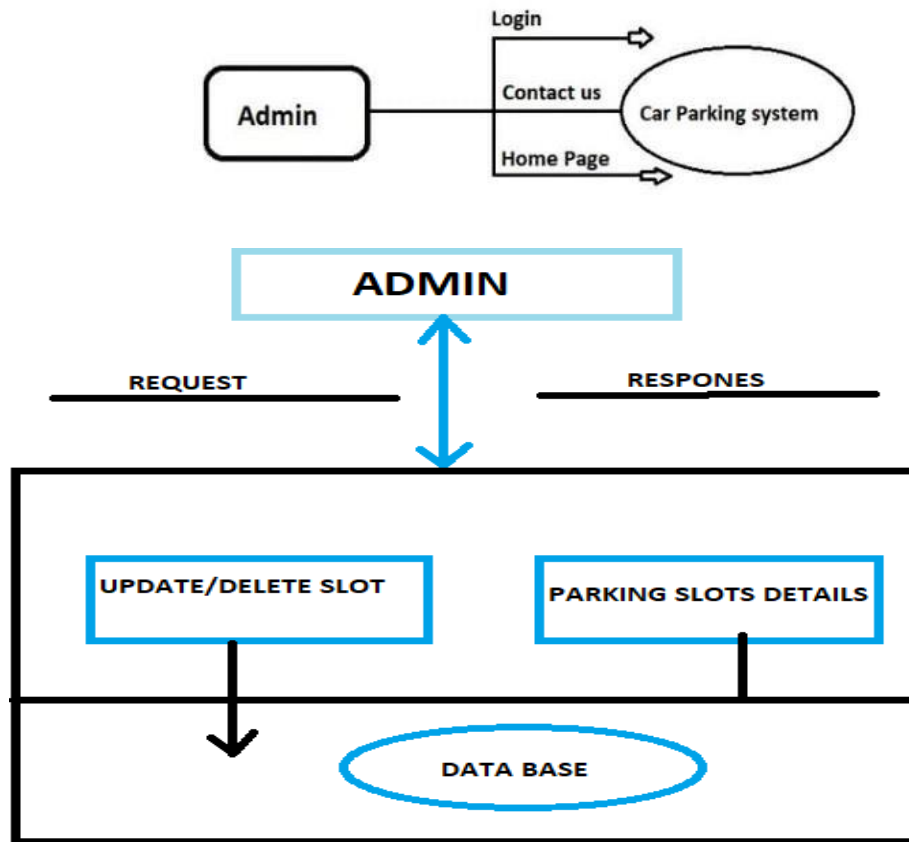 Login
Admin
Contact us
Car Parking system
Home Page
ADMIN
REQUEST
RESPONES
UPDATE/DELETE SLOT
PARKING SLOTS DETAILS
DATA BASE